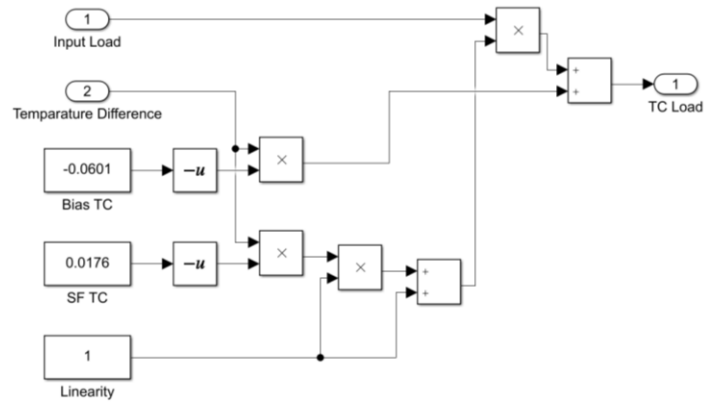 1
Input Load
×
+
+
1
TC Load
2
Temparature Difference
-0.0601
-u
×
Bias TC
0.0176
-u
×
×
+
+
SF TC
1
Linearity